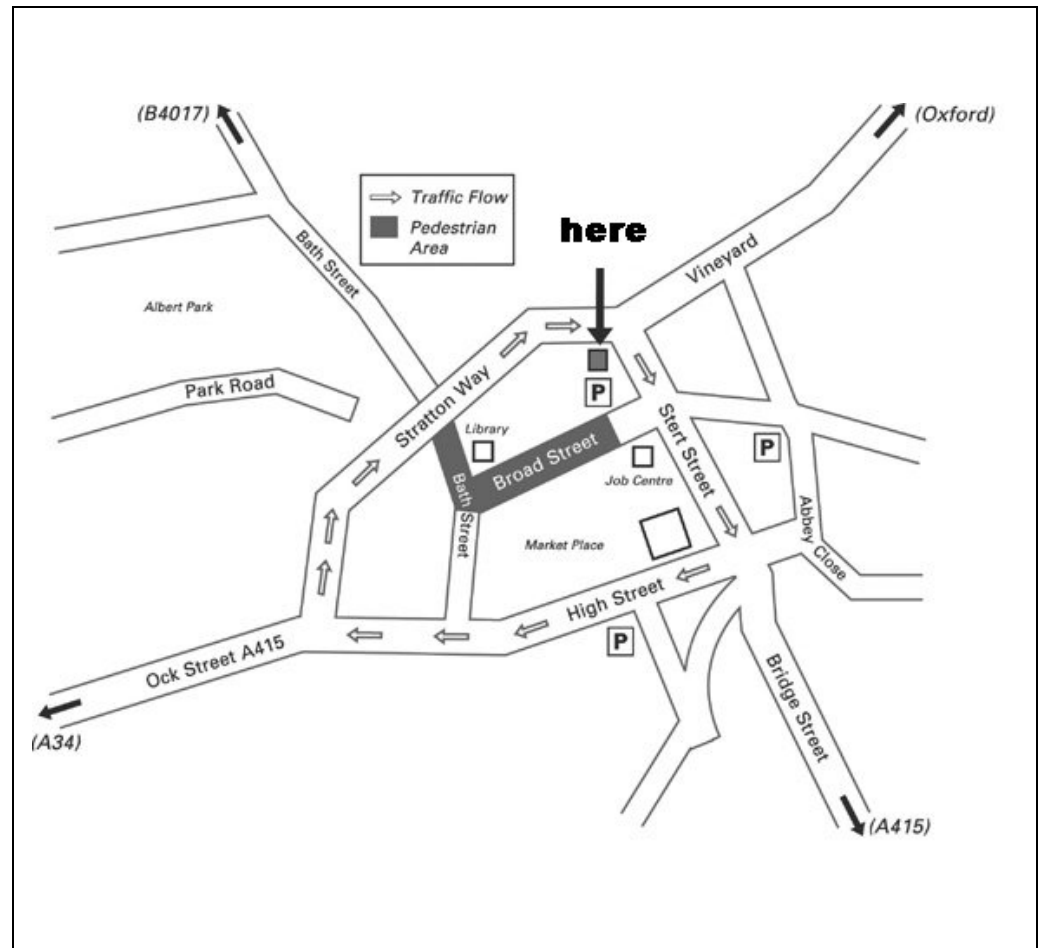 (B4017)
(Oxford)
Traffic Flow
Pedestrian
Area
here
Bath Street
Vineyard
Albert Park
Park Road
Stratton Way
Library
P
Broad Street
Stert Street
P
Job Centre
Bath
Street
Market Place
Abbey Close
High Street
P
Ock Street A415
Bridge Street
(A34)
(A415)